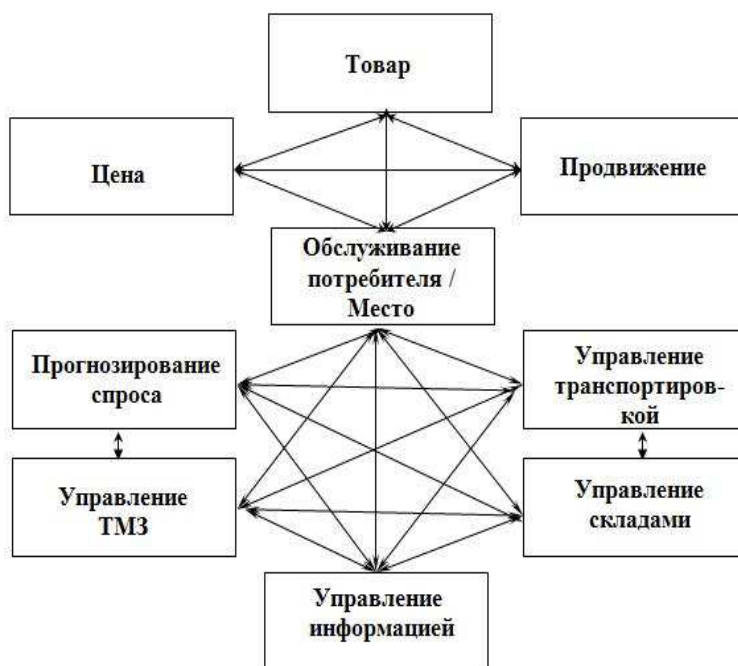 Товар
Цена
Продвижение
Обслуживание
потребителя /
Место
Прогнозирование
спроса
Управление
транспортиров-
кой
Управление
ТМЗ
Управление
складами
Управление
информацией